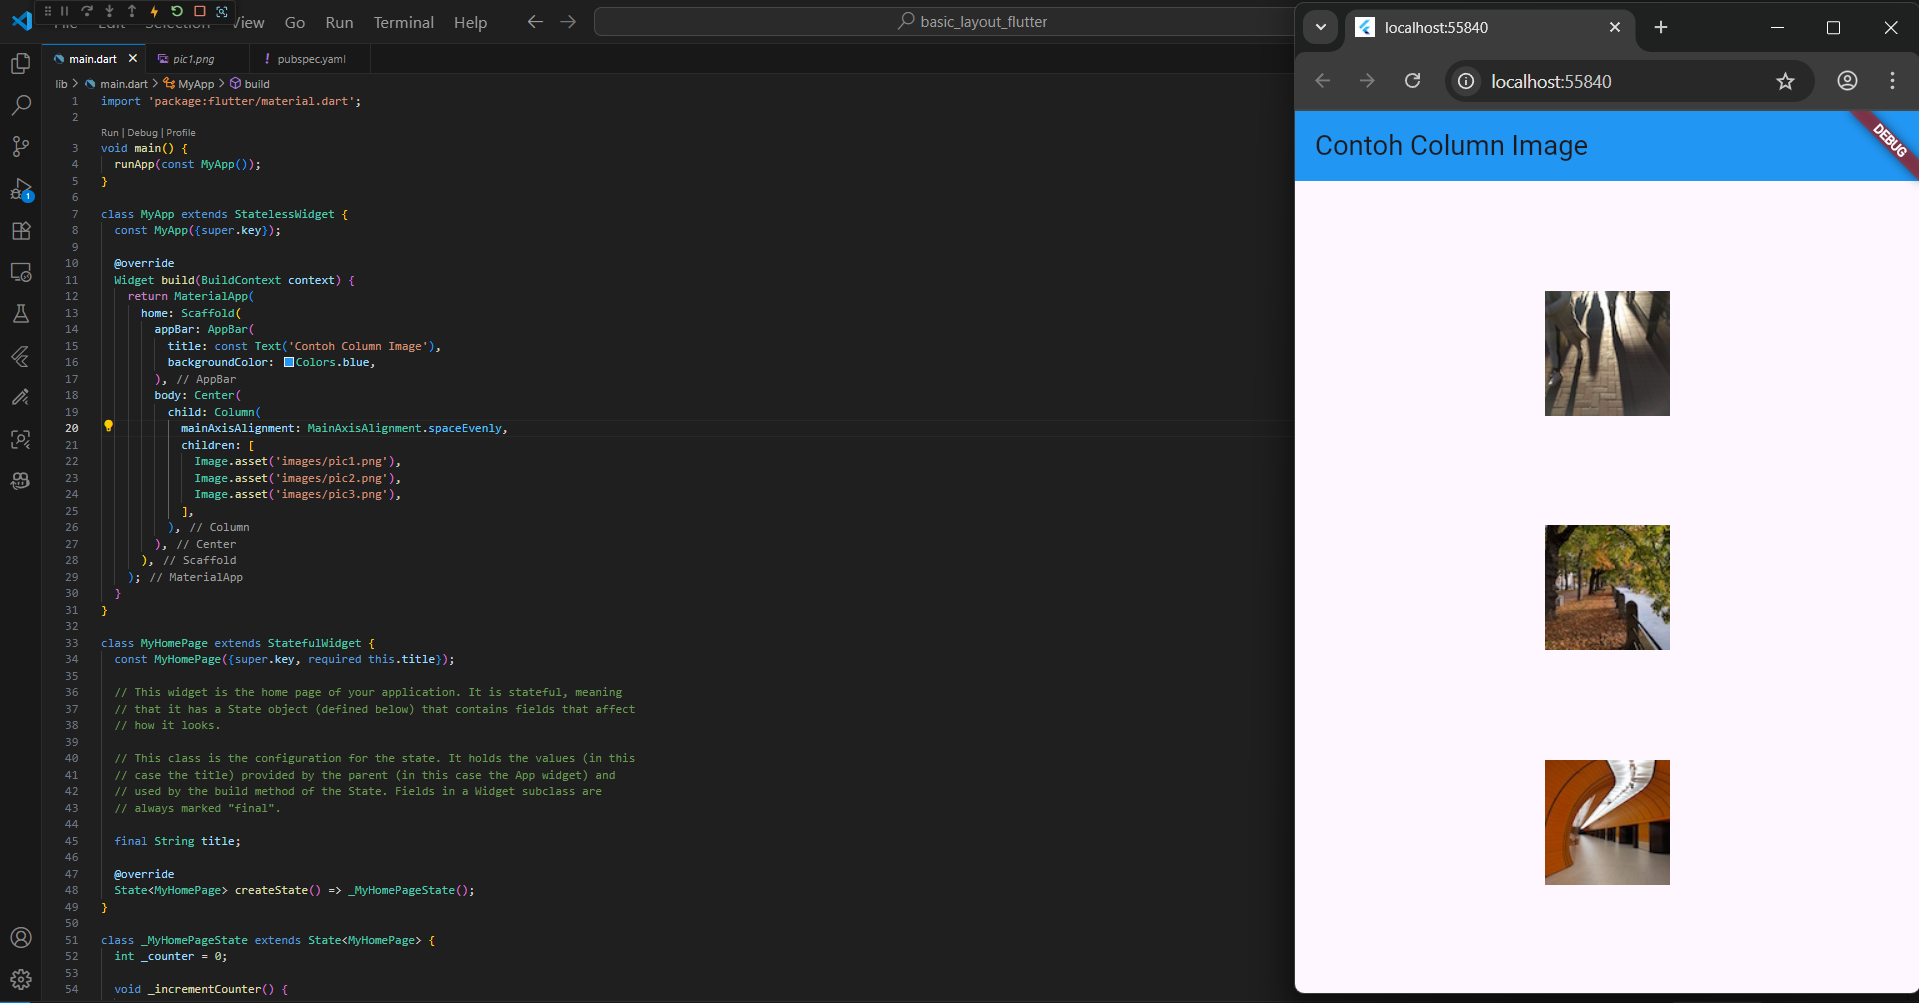 View Go Run Terminal Help
basic_layout_flutter
main.dart
pic1.png
! pubspec.yaml
lib > main.dart > MyApp > build
1 import 'package:flutter/material.dart';
2
Run | Debug | Profile
3 void main() {
4 runApp(const MyApp());
5 }
6
7 class MyApp extends StatelessWidget {
8 const MyApp({super.key});
9
10 @override
11 Widget build(BuildContext context) {
12 return MaterialApp(
13 home: Scaffold(
14 appBar: AppBar(
15 title: const Text('Contoh Column Image'),
16 backgroundColor: Colors.blue,
17 ), // AppBar
18 body: Center(
19 child: Column(
20 mainAxisAlignment: MainAxisAlignment.spaceEvenly,
21 children: [
22 Image.asset('images/pic1.png'),
23 Image.asset('images/pic2.png'),
24 Image.asset('images/pic3.png'),
25 ],
26 ), // Column
27 ), // Center
28 ), // Scaffold
29 ); // MaterialApp
30 }
31 }
32
33 class MyHomePage extends StatefulWidget {
34 const MyHomePage({super.key, required this.title});
35
36 // This widget is the home page of your application. It is stateful, meaning
37 // that it has a State object (defined below) that contains fields that affect
38 // how it looks.
39
40 // This class is the configuration for the state. It holds the values (in this
41 // case the title) provided by the parent (in this case the App widget) and
42 // used by the build method of the State. Fields in a Widget subclass are
43 // always marked "final".
44
45 final String title;
46
47 @override
48 State<MyHomePage> createState() => _MyHomePageState();
49 }
50
51 class _MyHomePageState extends State<MyHomePage> {
52 int _counter = 0;
53
54 void _incrementCounter() {
1
localhost:55840
localhost:55840
Contoh Column Image
DEBUG